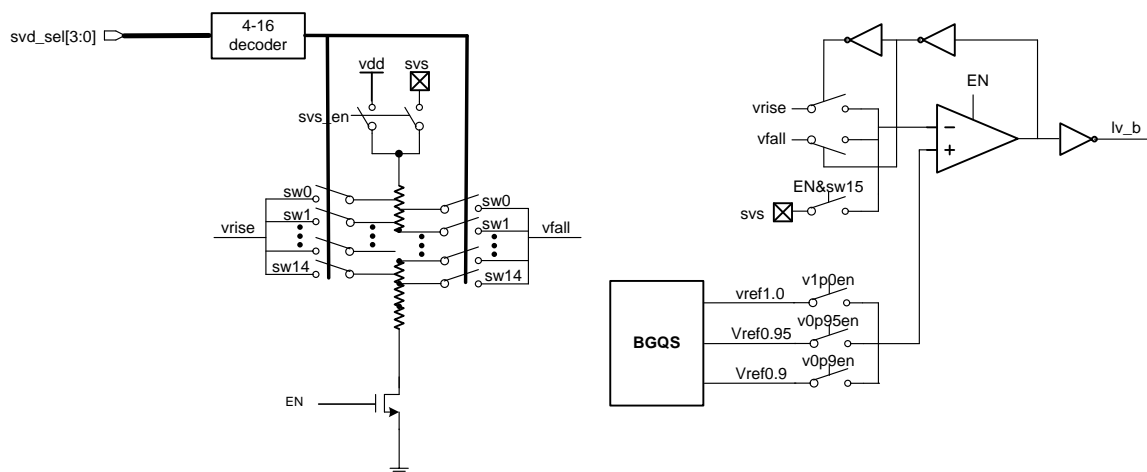 svd_sel[3:0]
4-16
decoder
vdd
svs
svs_en
sw0
sw1
sw14
vrise
sw0
sw1
sw14
vfall
EN
EN
vrise
vfall
EN&sw15
svs
lv_b
BGQS
vref1.0
v1p0en
Vref0.95
v0p95en
Vref0.9
v0p9en